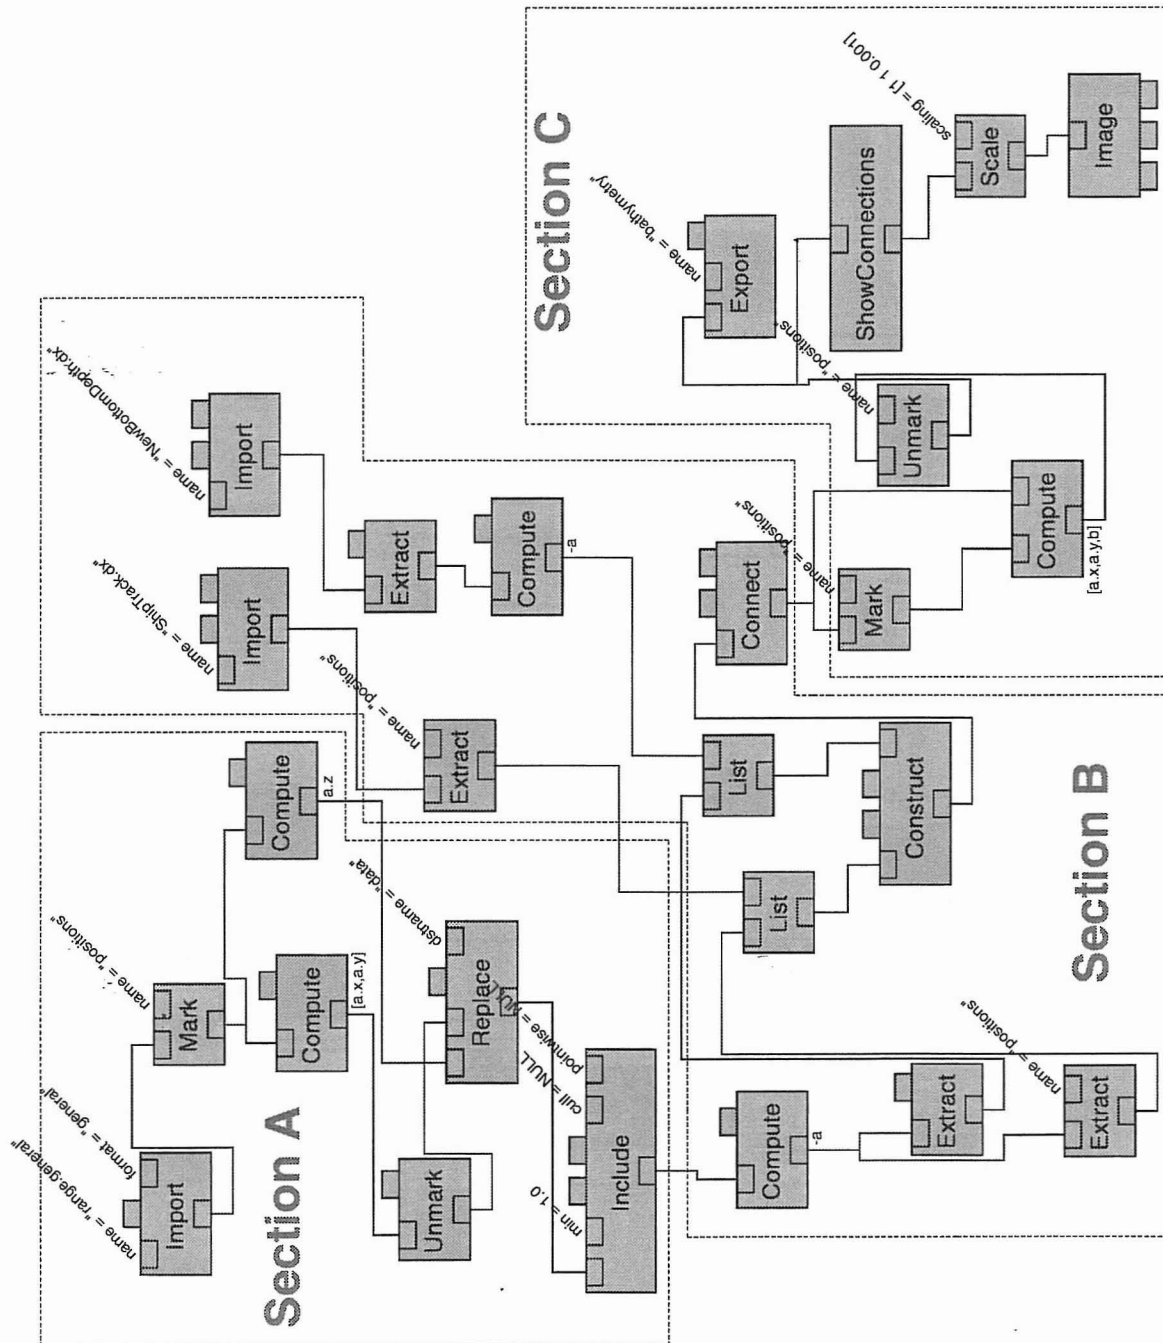 Section A
name = "range.general"
format = "general"
Import
name = "positions"
Mark
Compute
[a.x,a.y]
Compute
a.z
Unmark
dstname = "data"
Replace
min = 1.0
cull = NULL
pointwise = NULL
Include
Section B
name = "ShipTrack.dx"
Import
name = "NewBottomDepth.dx"
Import
name = "positions"
Extract
Extract
Compute
-a
Compute
-a
Extract
name = "positions"
Extract
List
List
Construct
Connect
Section C
name = "positions"
Mark
Compute
[a.x,a.y,b]
name = "positions"
Unmark
name = "bathymetry"
Export
ShowConnections
scaling = [1 1 0.001]
Scale
Image